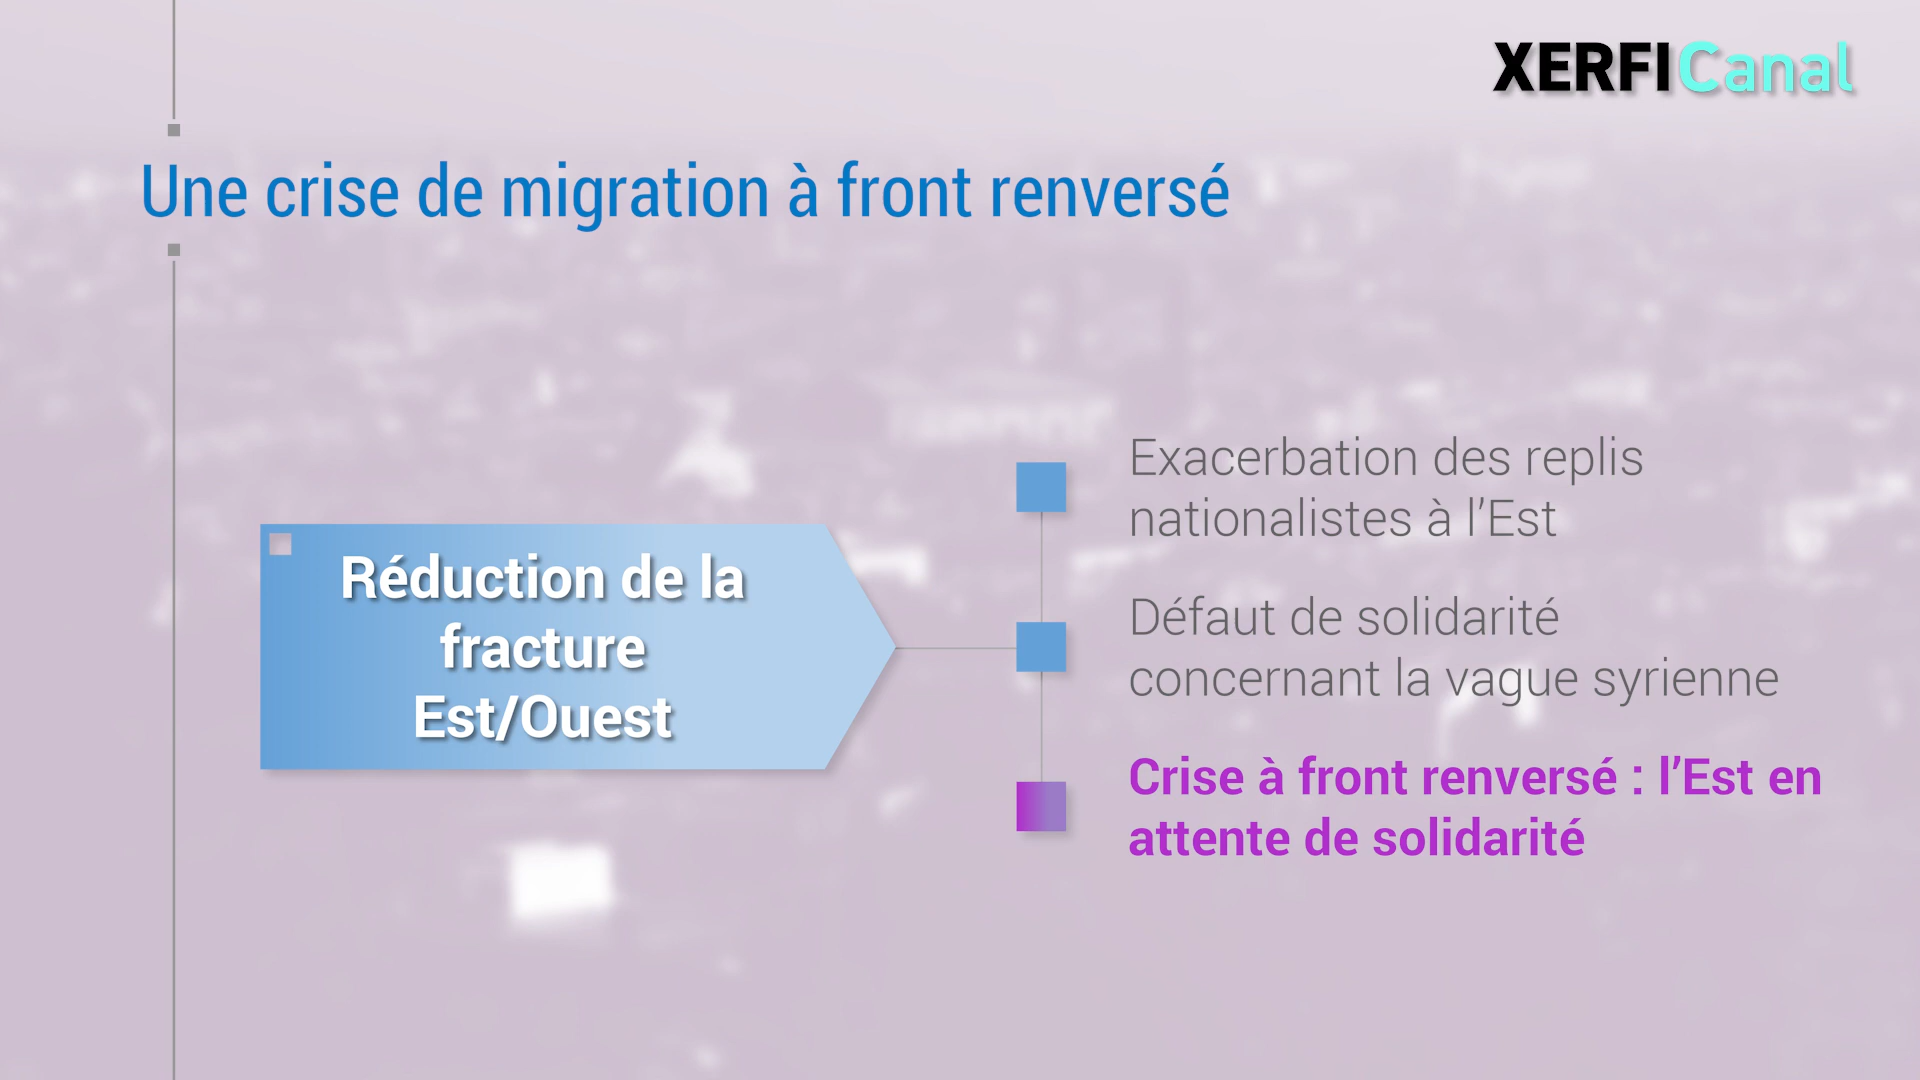 XERFI Canal
Une crise de migration à front renversé
Réduction de la
fracture
Est/Ouest
Exacerbation des replis
nationalistes à l’Est
Défaut de solidarité
concernant la vague syrienne
Crise à front renversé : l’Est en
attente de solidarité